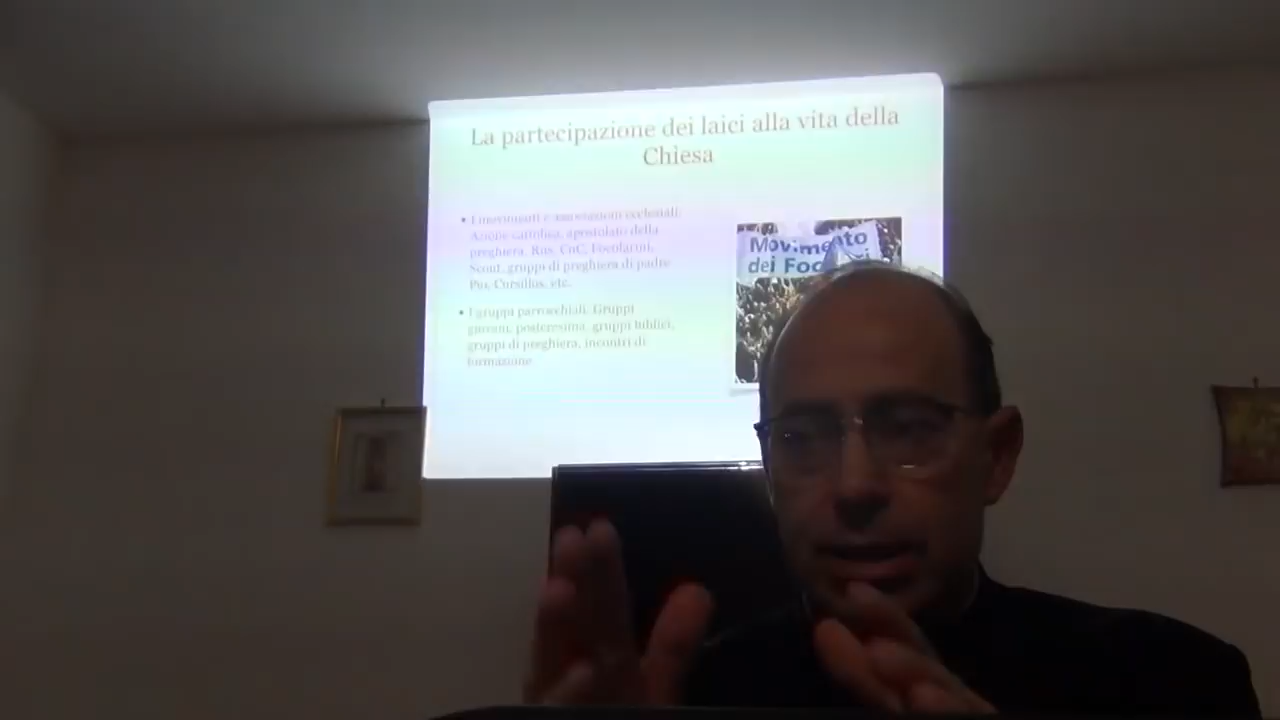 La partecipazione dei laici alla vita della
Chiesa
• I movimenti e associazioni ecclesiali:
Azione cattolica, apostolato della
preghiera, Rns, CnC, Focolarini,
Scout, gruppi di preghiera di padre
Pio, Cursillos, etc.
• I gruppi parrocchiali: Gruppi
giovani, postcresima, gruppi biblici,
gruppi di preghiera, incontri di
formazione
Movimento
dei Foc